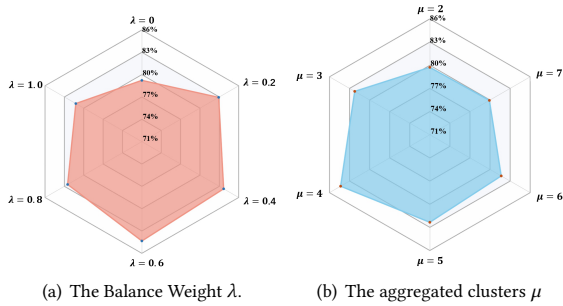 λ = 0
86%
83%
80%
77%
74%
71%
λ = 0.2
λ = 0.4
λ = 0.6
λ = 0.8
λ = 1.0
(a) The Balance Weight λ.
μ = 2
86%
83%
80%
77%
74%
71%
μ = 7
μ = 6
μ = 5
μ = 4
μ = 3
(b) The aggregated clusters μ